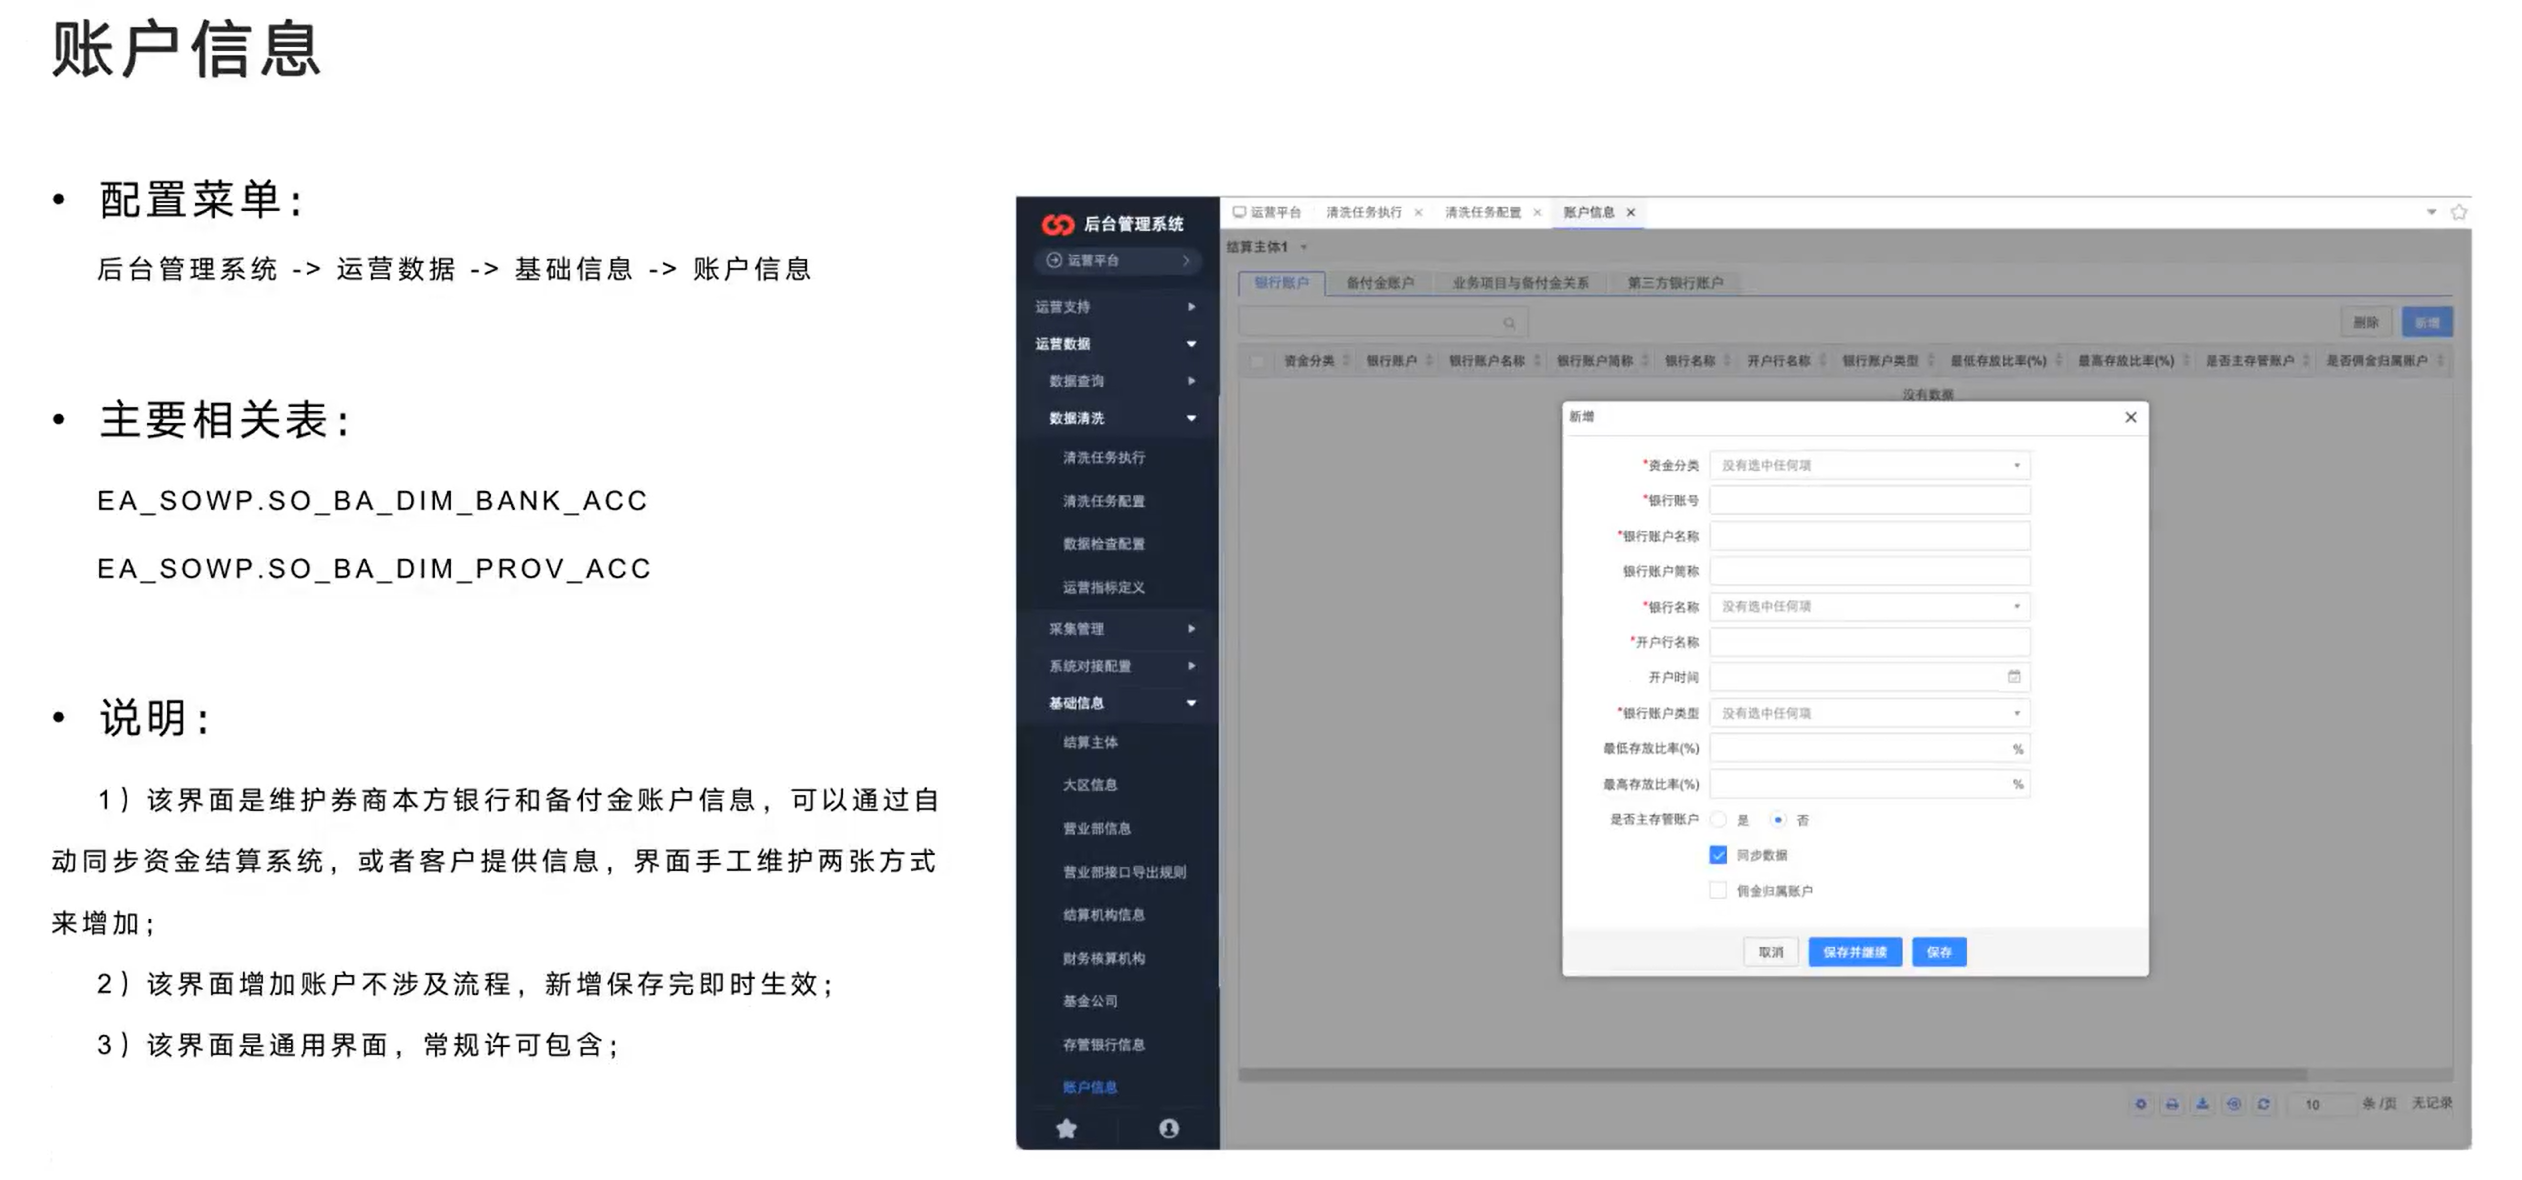 账户信息
• 配置菜单：
后台管理系统 -> 运营数据 -> 基础信息 -> 账户信息
• 主要相关表：
EA_SOWP.SO_BA_DIM_BANK_ACC
EA_SOWP.SO_BA_DIM_PROV_ACC
• 说明：
1）该界面是维护券商本方银行和备付金账户信息，可以通过自
动同步资金结算系统，或者客户提供信息，界面手工维护两张方式
来增加；
2）该界面增加账户不涉及流程，新增保存完即时生效；
3）该界面是通用界面，常规许可包含；
后台管理系统
运营平台
运营支持
运营数据
数据查询
数据清洗
清洗任务执行
清洗任务配置
数据检查配置
运营指标定义
采集管理
系统对接配置
基础信息
结算主体
大区信息
营业部信息
营业部接口导出规则
结算机构信息
财务核算机构
基金公司
存管银行信息
账户信息
运营平台 清洗任务执行 × 清洗任务配置 × 账户信息 ×
结算主体1
银行账户 备付金账户 业务项目与备付金关系 第三方银行账户
删除 新增
资金分类 银行账户 银行账户名称 银行账户简称 银行名称 开户行名称 银行账户类型 最低存放比率(%) 最高存放比率(%) 是否主存管账户 是否佣金归属账户
没有数据
新增 ×
*资金分类 没有选中任何项
*银行账号
*银行账户名称
银行账户简称
*银行名称 没有选中任何项
*开户行名称
开户时间
*银行账户类型 没有选中任何项
最低存放比率(%) %
最高存放比率(%) %
是否主存管账户 是 否
同步数据
佣金归属账户
取消 保存并继续 保存
10 条/页 无记录